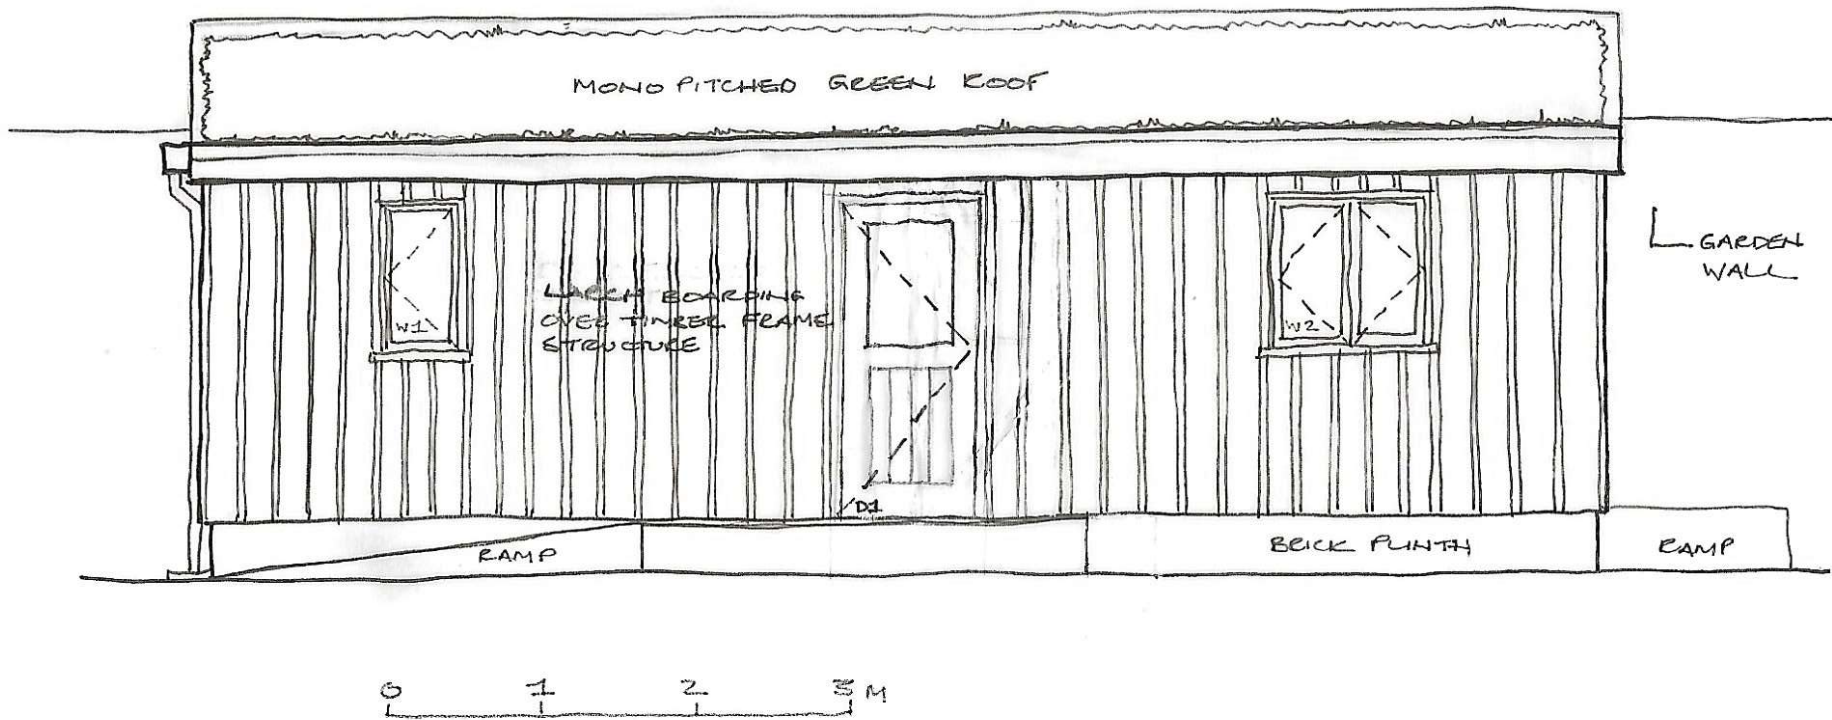 MONO PITCHED GREEN ROOF
GARDEN
WALL
LARCH BOARDING
OVER TIMBER FRAME
STRUCTURE
W1
W2
D1
RAMP
BRICK PLINTH
RAMP
0 1 2 3 M